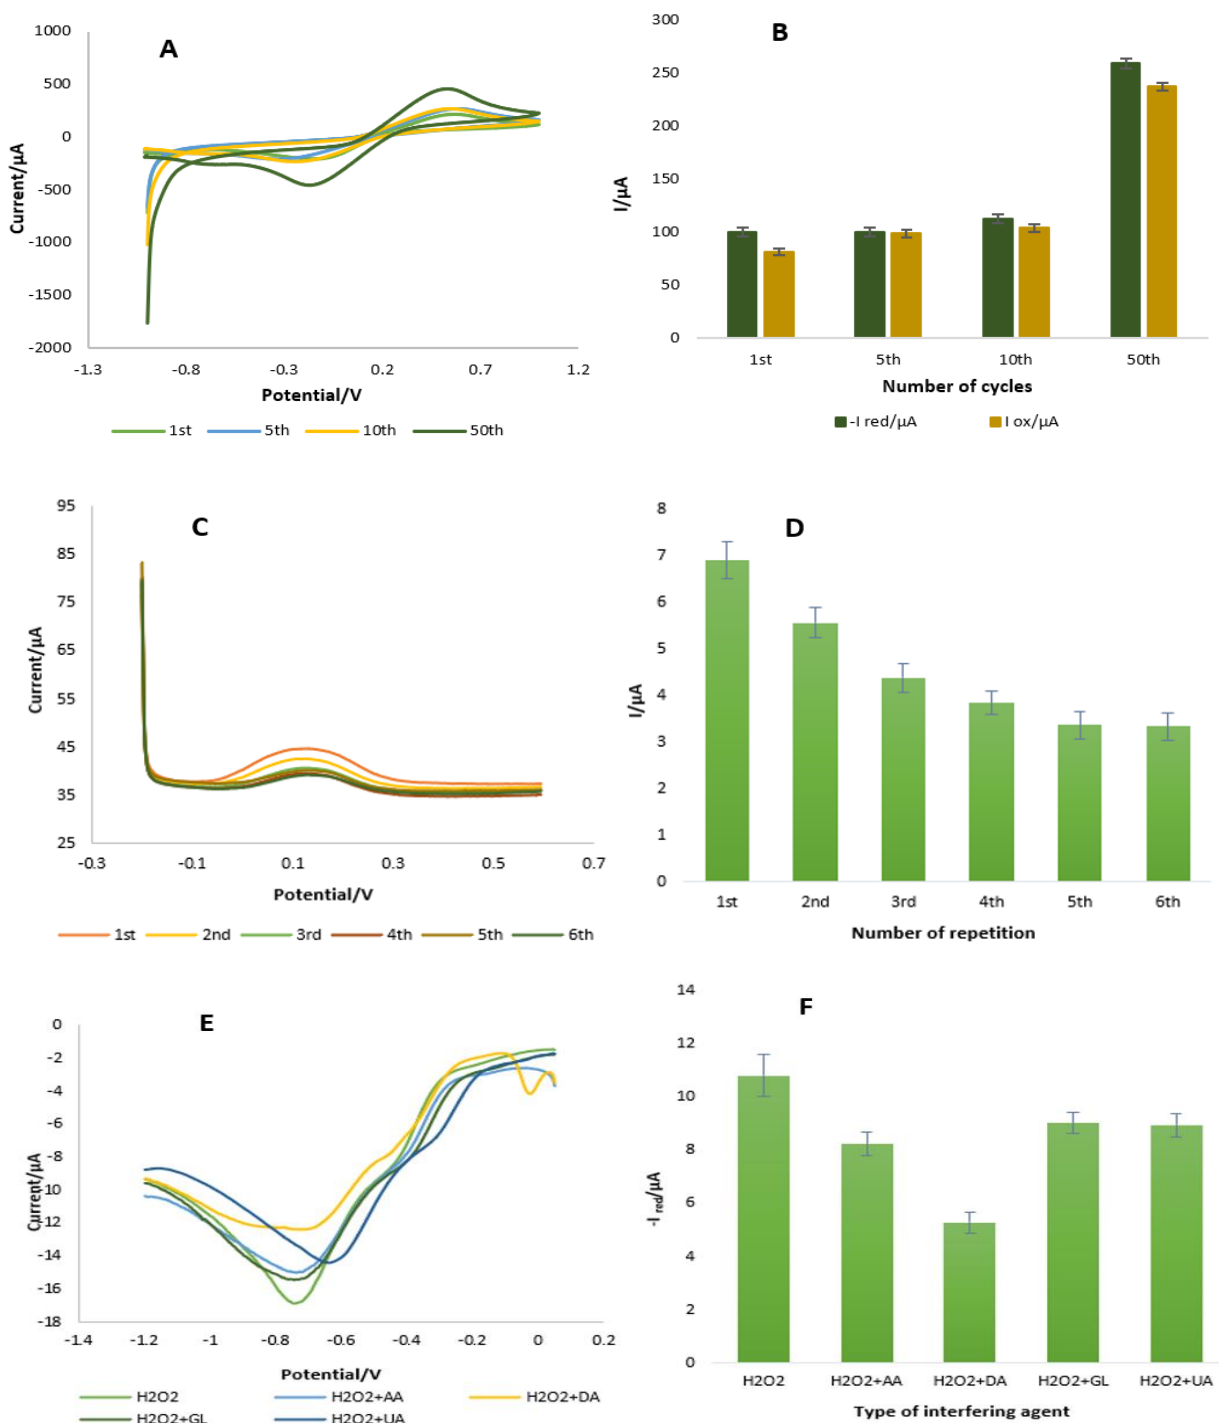 A
1000
500
0
-500
-1000
-1500
-2000
Current/µA
-1.3 -0.8 -0.3 0.2 0.7 1.2
Potential/V
1st 5th 10th 50th
B
300
250
200
150
100
50
0
I/µA
1st 5th 10th 50th
Number of cycles
-I red/µA I ox/µA
C
95
85
75
65
55
45
35
25
Current/µA
-0.3 -0.1 0.1 0.3 0.5 0.7
Potential/V
1st 2nd 3rd 4th 5th 6th
D
8
7
6
5
4
3
2
1
0
I/µA
1st 2nd 3rd 4th 5th 6th
Number of repetition
E
0
-2
-4
-6
-8
-10
-12
-14
-16
-18
Cµrrent/µA
-1.4 -1.2 -1 -0.8 -0.6 -0.4 -0.2 0 0.2
Potential/V
H2O2 H2O2+AA H2O2+DA
H2O2+GL H2O2+UA
F
14
12
10
8
6
4
2
0
-I red/µA
H2O2 H2O2+AA H2O2+DA H2O2+GL H2O2+UA
Type of interfering agent